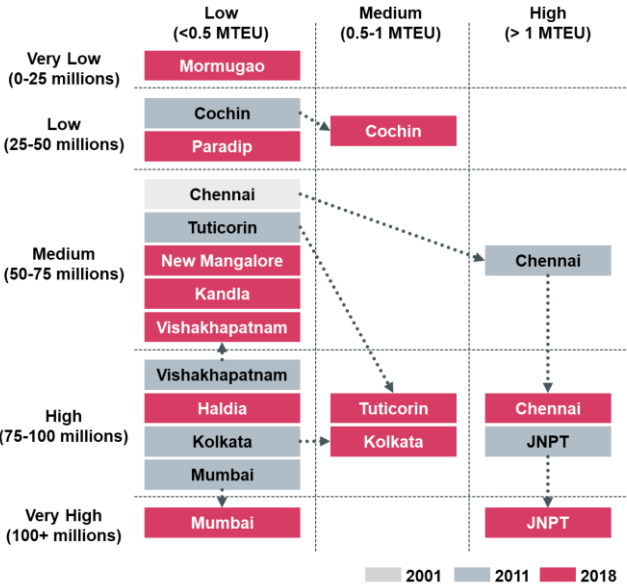 Low
(<0.5 MTEU)
Medium
(0.5-1 MTEU)
High
(> 1 MTEU)
Very Low
(0-25 millions)
Mormugao
Low
(25-50 millions)
Cochin
Paradip
Cochin
Medium
(50-75 millions)
Chennai
Tuticorin
New Mangalore
Kandla
Vishakhapatnam
Chennai
High
(75-100 millions)
Vishakhapatnam
Haldia
Kolkata
Mumbai
Tuticorin
Kolkata
Chennai
JNPT
Very High
(100+ millions)
Mumbai
JNPT
2001
2011
2018